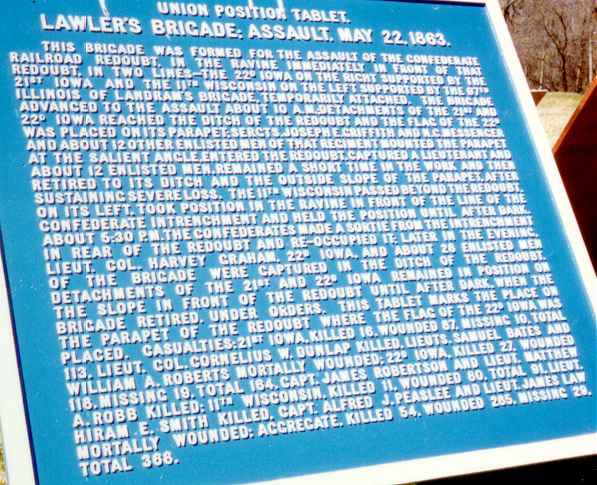 UNION POSITION TABLET.
LAWLER'S BRIGADE; ASSAULT, MAY 22, 1863.
THIS BRIGADE WAS FORMED FOR THE ASSAULT OF THE CONFEDERATE
RAILROAD REDOUBT, IN THE RAVINE IMMEDIATELY IN FRONT OF THAT
REDOUBT, IN TWO LINES—THE 22D IOWA ON THE RIGHT SUPPORTED BY THE
21ST IOWA AND THE 11TH WISCONSIN ON THE LEFT SUPPORTED BY THE 97TH
ILLINOIS OF LANDRAM'S BRIGADE, TEMPORARILY ATTACHED. THE BRIGADE
ADVANCED TO THE ASSAULT ABOUT 10 A.M. DETACHMENTS OF THE 21ST AND
22D IOWA REACHED THE DITCH OF THE REDOUBT AND THE FLAG OF THE 22D
WAS PLACED ON ITS PARAPET; SERGTS. JOSEPH E. GRIFFITH AND N.C. MESSENGER
AND ABOUT 12 OTHER ENLISTED MEN OF THAT REGIMENT MOUNTED THE PARAPET
AT THE SALIENT ANGLE, ENTERED THE REDOUBT, CAPTURED A LIEUTENANT AND
ABOUT 12 ENLISTED MEN, REMAINED A SHORT TIME IN THE WORK AND THEN
RETIRED TO ITS DITCH AND THE OUTSIDE SLOPE OF THE PARAPET, AFTER
SUSTAINING SEVERE LOSS. THE 11TH WISCONSIN PASSED BEYOND THE REDOUBT,
ON ITS LEFT, TOOK POSITION IN THE RAVINE IN FRONT OF THE LINE OF THE
CONFEDERATE INTRENCHMENT AND HELD THE POSITION UNTIL AFTER DARK.
ABOUT 5:30 P.M. THE CONFEDERATES MADE A SORTIE FROM THE INTRENCHMENT
IN REAR OF THE REDOUBT AND RE-OCCUPIED IT. LATER IN THE EVENING,
LIEUT. COL. HARVEY GRAHAM, 22D IOWA, AND ABOUT 25 ENLISTED MEN
OF THE BRIGADE WERE CAPTURED IN THE DITCH OF THE REDOUBT.
DETACHMENTS OF THE 21ST AND 22D IOWA REMAINED IN POSITION ON
THE SLOPE IN FRONT OF THE REDOUBT UNTIL AFTER DARK, WHEN THE
BRIGADE RETIRED, UNDER ORDERS. THIS TABLET MARKS THE PLACE ON
THE PARAPET OF THE REDOUBT WHERE THE FLAG OF THE 22D IOWA WAS
PLACED. CASUALTIES: 21ST IOWA, KILLED 16, WOUNDED 87, MISSING 10, TOTAL
113, LIEUT. COL. CORNELIUS W. DUNLAP KILLED, LIEUTS. SAMUEL BATES AND
WILLIAM A. ROBERTS MORTALLY WOUNDED; 22D IOWA, KILLED 27, WOUNDED
118, MISSING 19, TOTAL 164, CAPT. JAMES ROBERTSON AND LIEUT. MATTHEW
A. ROBB KILLED; 11TH WISCONSIN, KILLED 11, WOUNDED 80, TOTAL 91, LIEUT.
HIRAM E. SMITH KILLED, CAPT. ALFRED J. PEASLEE AND LIEUT. JAMES LAW
MORTALLY WOUNDED; AGGREGATE, KILLED 54, WOUNDED 285, MISSING 29,
TOTAL 368.